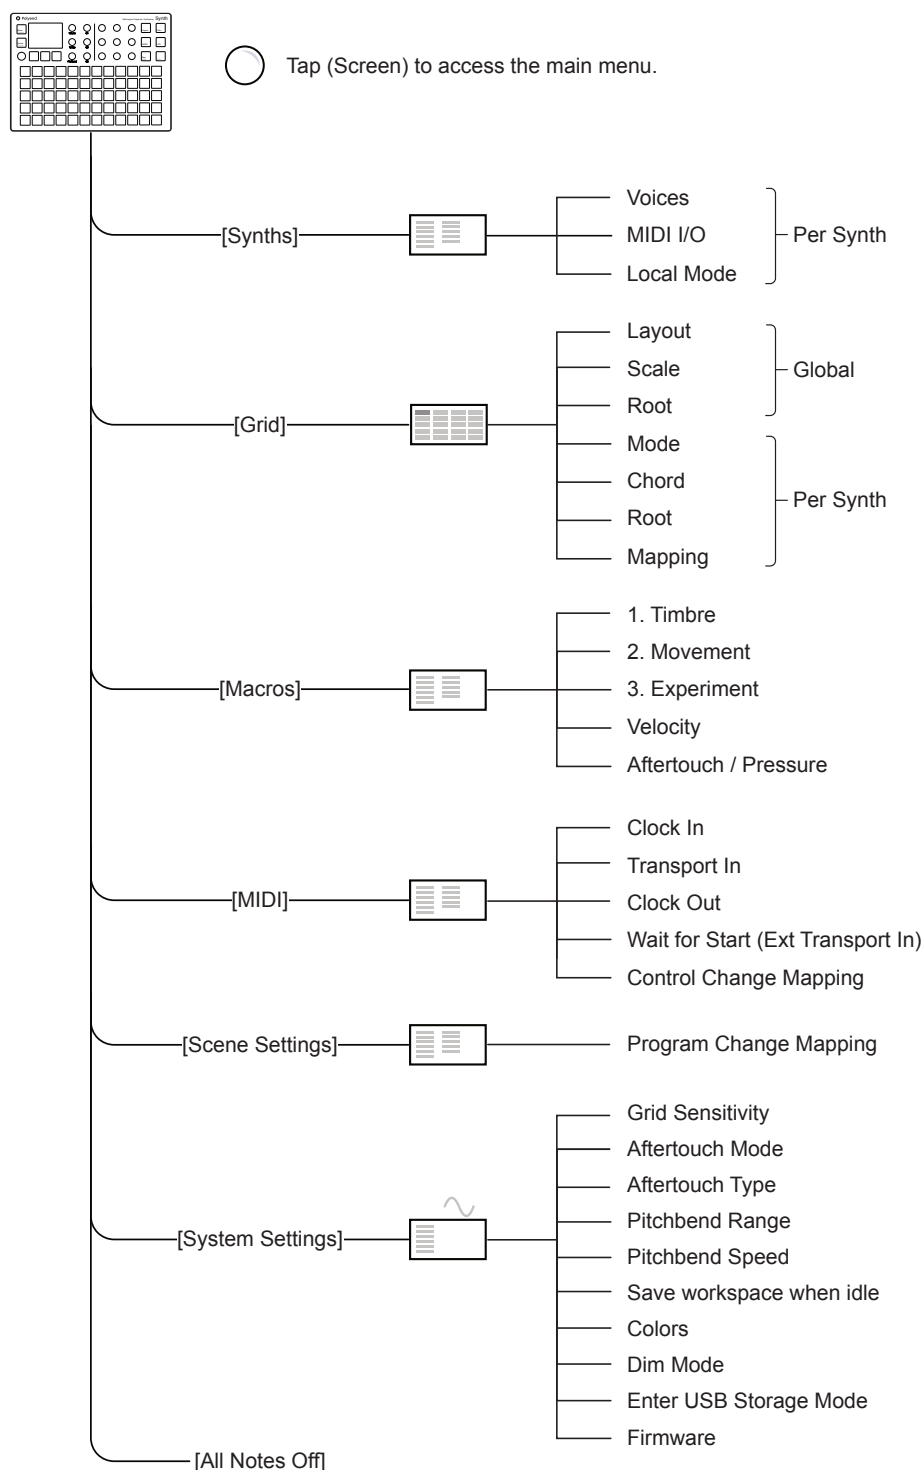 Polyend
Synth
Tap (Screen) to access the main menu.
[Synths]
Voices
MIDI I/O
Local Mode
Per Synth
[Grid]
Layout
Scale
Root
Global
Mode
Chord
Root
Mapping
Per Synth
[Macros]
1. Timbre
2. Movement
3. Experiment
Velocity
Aftertouch / Pressure
[MIDI]
Clock In
Transport In
Clock Out
Wait for Start (Ext Transport In)
Control Change Mapping
[Scene Settings]
Program Change Mapping
[System Settings]
Grid Sensitivity
Aftertouch Mode
Aftertouch Type
Pitchbend Range
Pitchbend Speed
Save workspace when idle
Colors
Dim Mode
Enter USB Storage Mode
Firmware
[All Notes Off]